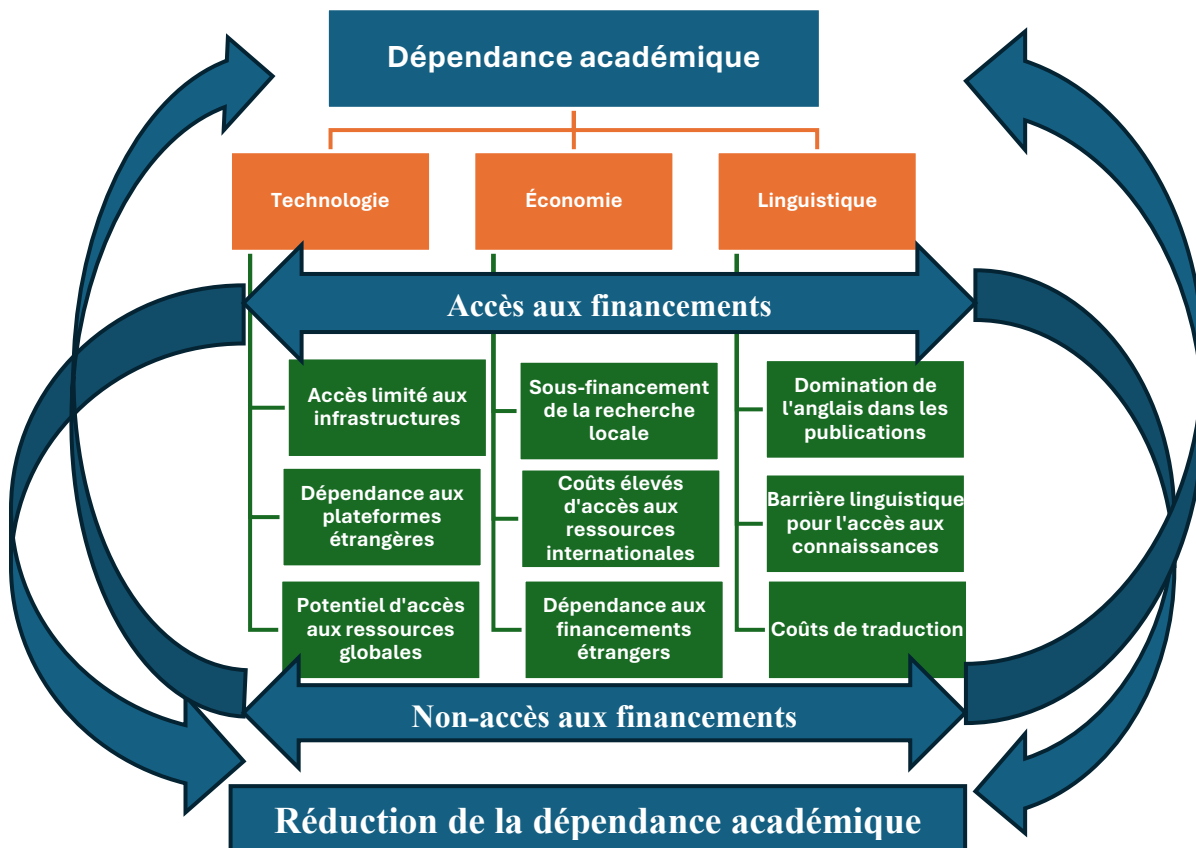 Dépendance académique
Technologie
Économie
Linguistique
Accès aux financements
Accès limité aux
infrastructures
Sous-financement
de la recherche
locale
Domination de
l'anglais dans les
publications
Dépendance aux
plateformes
étrangères
Coûts élevés
d'accès aux
ressources
internationales
Barrière linguistique
pour l'accès aux
connaissances
Potentiel d'accès
aux ressources
globales
Dépendance aux
financements
étrangers
Coûts de traduction
Non-accès aux financements
Réduction de la dépendance académique